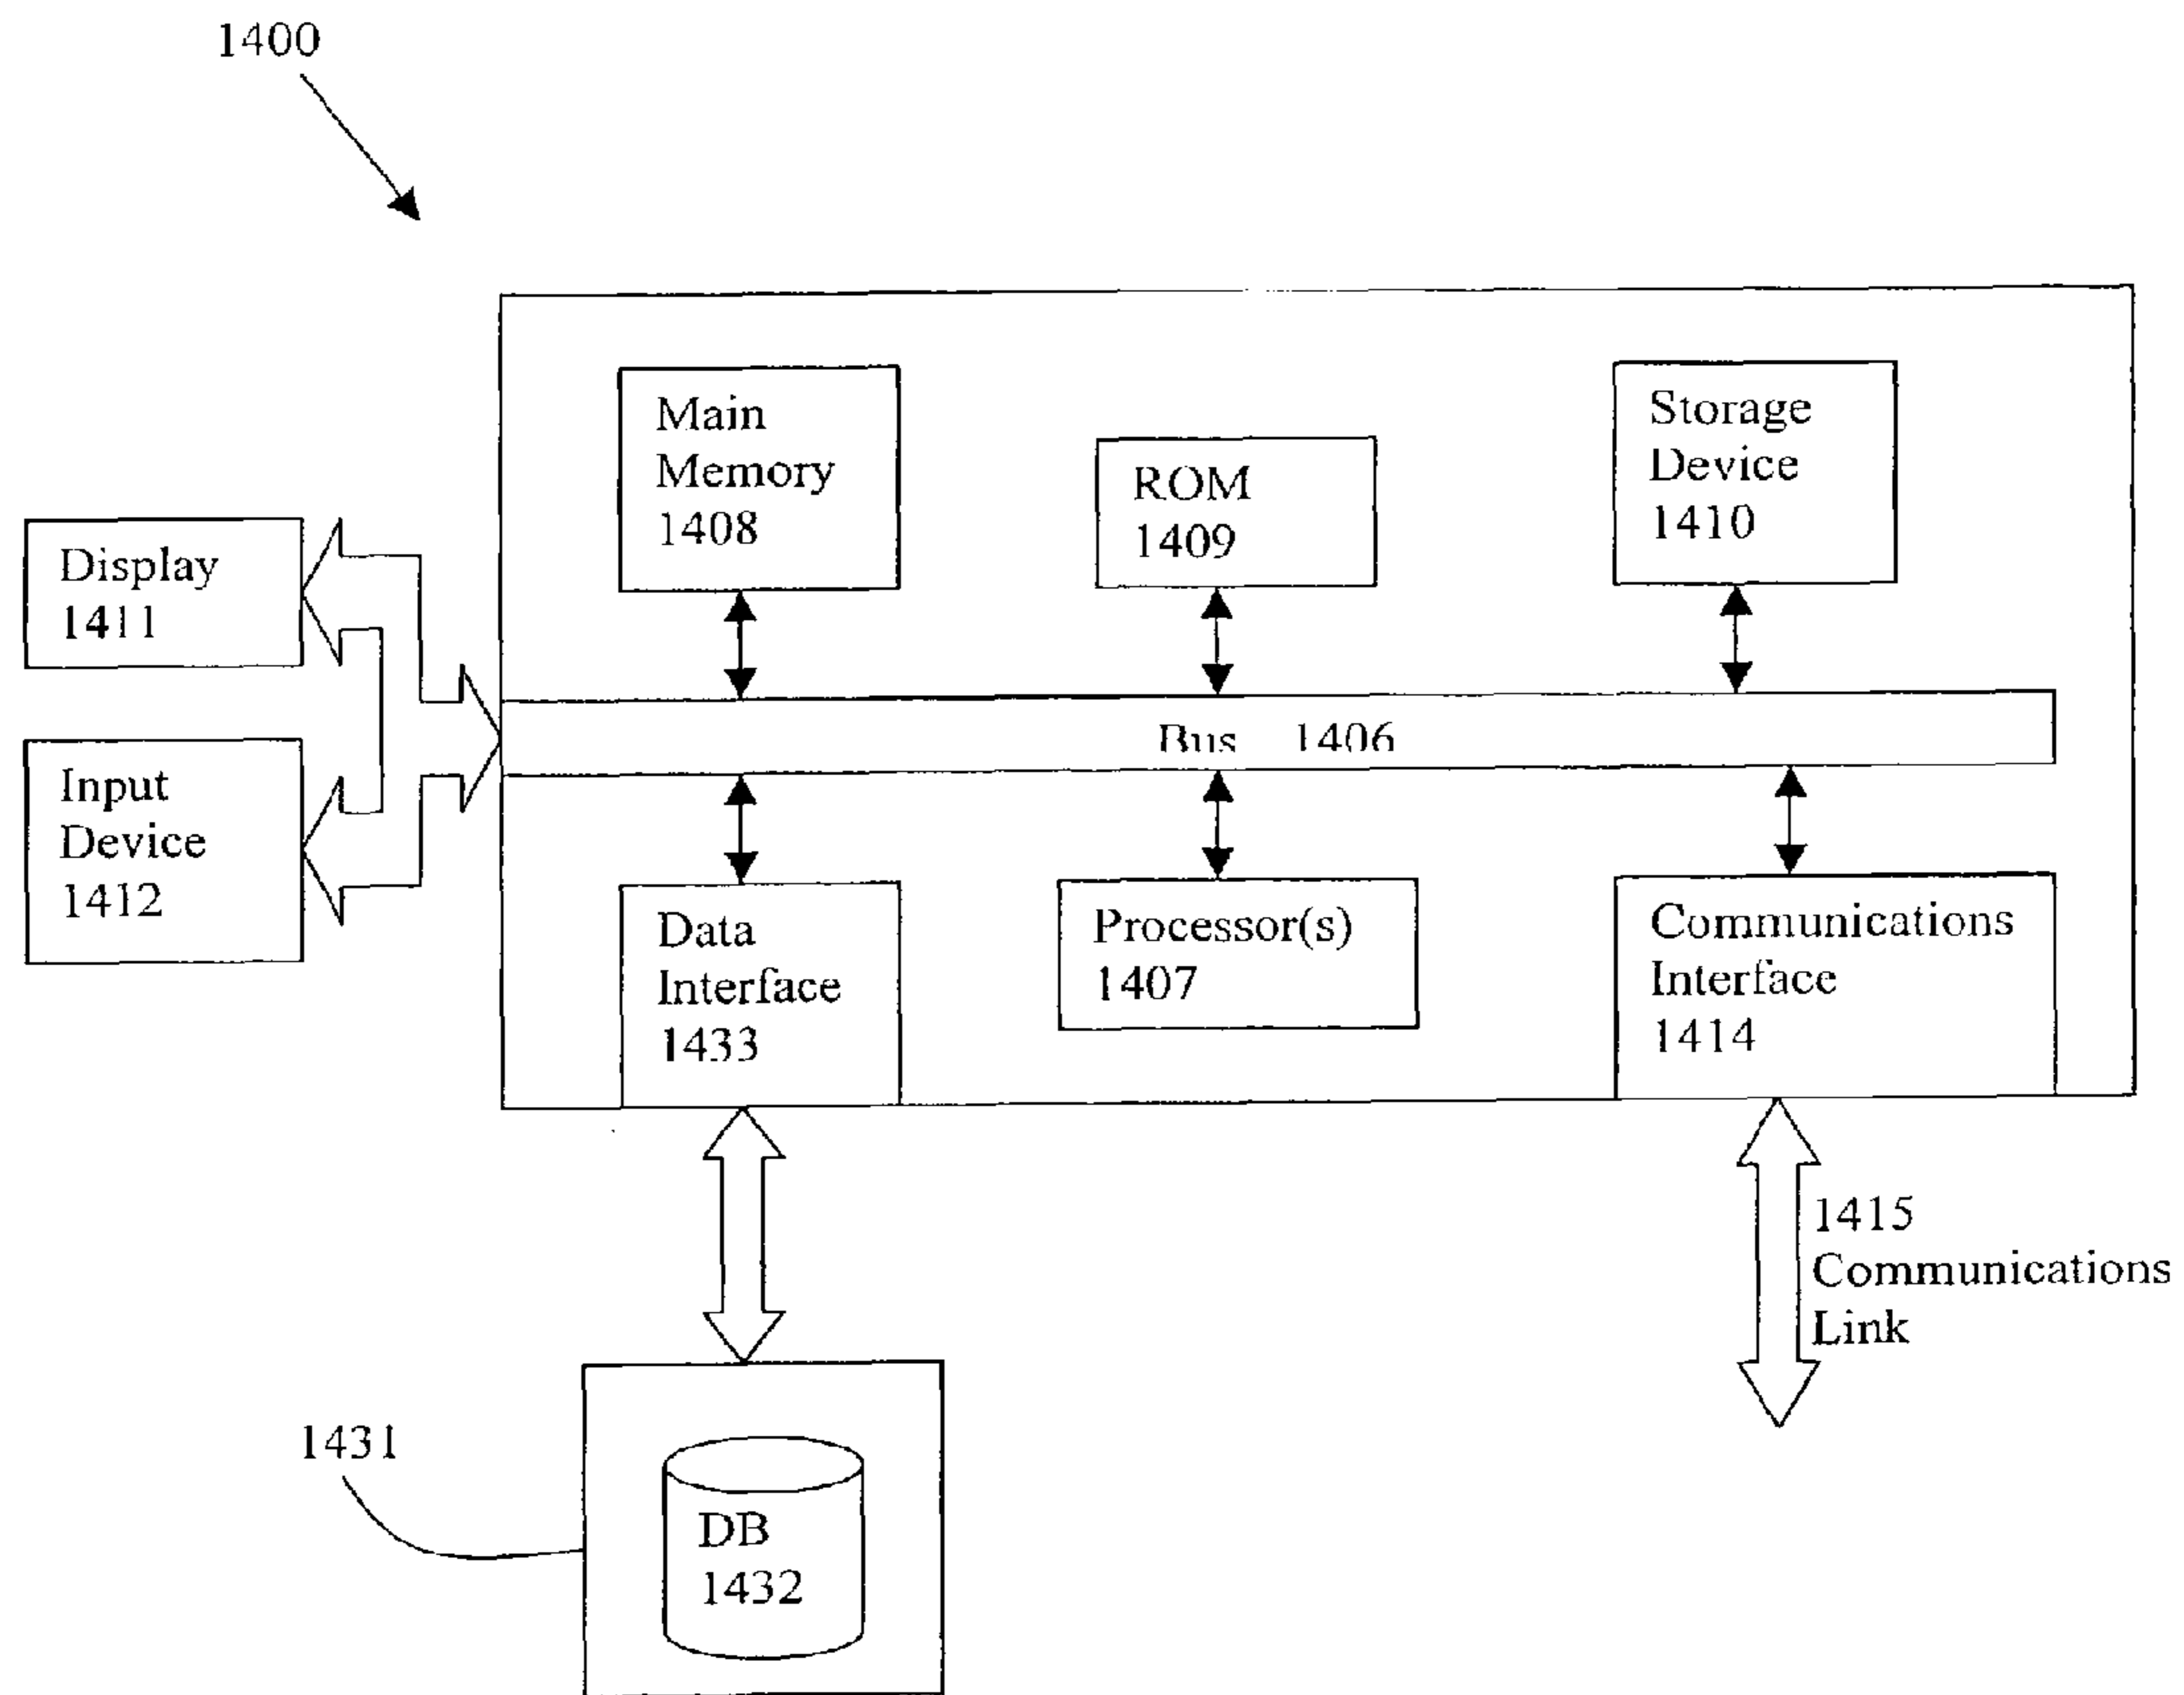 1400
Main
Memory
1408
ROM
1409
Storage
Device
1410
Display
1411
Input
Device
1412
Bus 1406
Data
Interface
1433
Processor(s)
1407
Communications
Interface
1414
1415
Communications
Link
1431
DB
1432